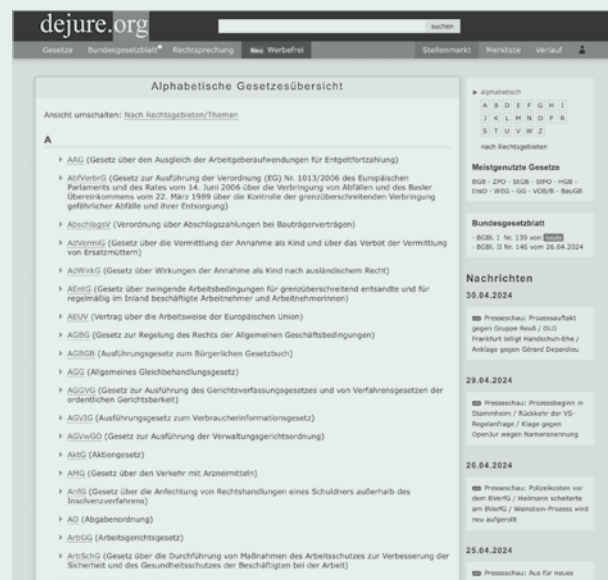 dejure.org
suchen
Gesetze Bundesgesetzblatt Rechtsprechung Neu Werbefrei Stellenmarkt Merkliste Verlauf
Alphabetische Gesetzesübersicht
Ansicht umschalten: Nach Rechtsgebieten/Themen
A
AAG (Gesetz über den Ausgleich der Arbeitgeberaufwendungen für Entgeltfortzahlung)
AbfVerbrG (Gesetz zur Ausführung der Verordnung (EG) Nr. 1013/2006 des Europäischen
Parlaments und des Rates vom 14. Juni 2006 über die Verbringung von Abfällen und des Basler
Übereinkommens vom 22. März 1989 über die Kontrolle der grenzüberschreitenden Verbringung
gefährlicher Abfälle und ihrer Entsorgung)
AbschlagsV (Verordnung über Abschlagszahlungen bei Bauträgerverträgen)
AdVermiG (Gesetz über die Vermittlung der Annahme als Kind und über das Verbot der Vermittlung
von Ersatzmüttern)
AdWirkG (Gesetz über Wirkungen der Annahme als Kind nach ausländischem Recht)
AEntG (Gesetz über zwingende Arbeitsbedingungen für grenzüberschreitend entsandte und für
regelmäßig im Inland beschäftigte Arbeitnehmer und Arbeitnehmerinnen)
AEUV (Vertrag über die Arbeitsweise der Europäischen Union)
AGBG (Gesetz zur Regelung des Rechts der Allgemeinen Geschäftsbedingungen)
AGBGB (Ausführungsgesetz zum Bürgerlichen Gesetzbuch)
AGG (Allgemeines Gleichbehandlungsgesetz)
AGGVG (Gesetz zur Ausführung des Gerichtsverfassungsgesetzes und von Verfahrensgesetzen der
ordentlichen Gerichtsbarkeit)
AGVIG (Ausführungsgesetz zum Verbraucherinformationsgesetz)
AGVwGO (Gesetz zur Ausführung der Verwaltungsgerichtsordnung)
AktG (Aktiengesetz)
AMG (Gesetz über den Verkehr mit Arzneimitteln)
AnfG (Gesetz über die Anfechtung von Rechtshandlungen eines Schuldners außerhalb des
Insolvenzverfahrens)
AO (Abgabenordnung)
ArbGG (Arbeitsgerichtsgesetz)
ArbSchG (Gesetz über die Durchführung von Maßnahmen des Arbeitsschutzes zur Verbesserung der
Sicherheit und des Gesundheitsschutzes der Beschäftigten bei der Arbeit)
alphabetisch
A B D E F G H I
J K L M N O P R
S T U V W Z
nach Rechtsgebieten
Meistgenutzte Gesetze
BGB - ZPO - StGB - StPO - HGB -
InsO - WEG - GG - VOB/B - BauGB
Bundesgesetzblatt
- BGBl. I Nr. 139 von heute
- BGBl. II Nr. 146 vom 26.04.2024
Nachrichten
30.04.2024
Presseschau: Prozessauftakt
gegen Gruppe Reuß / OLG
Frankfurt billigt Handschuh-Ehe /
Anklage gegen Gérard Depardieu
29.04.2024
Presseschau: Prozessbeginn in
Stammheim / Rückkehr der VS-
Regelanfrage / Klage gegen
OpenJur wegen Namensnennung
26.04.2024
Presseschau: Polizeikosten vor
dem BVerfG / Heilmann scheiterte
am BVerfG / Weinstein-Prozess wird
neu aufgerollt
25.04.2024
Presseschau: Aus für neues